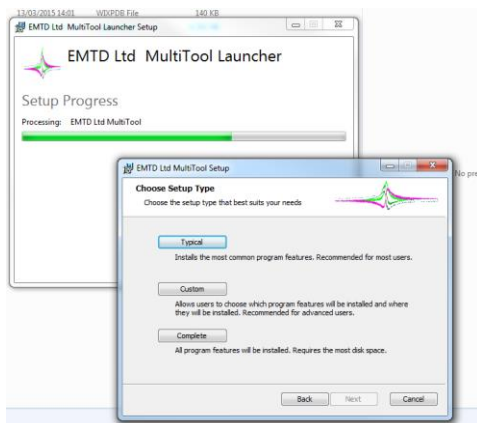 13/03/2015 14:01 WIXPDB File 140 KB
EMTD Ltd MultiTool Launcher Setup
EMTD Ltd MultiTool Launcher
Setup Progress
Processing: EMTD Ltd MultiTool
No pre
EMTD Ltd MultiTool Setup
Choose Setup Type
Choose the setup type that best suits your needs
Typical
Installs the most common program features. Recommended for most users.
Custom
Allows users to choose which program features will be installed and where
they will be installed. Recommended for advanced users.
Complete
All program features will be installed. Requires the most disk space.
Back Next Cancel